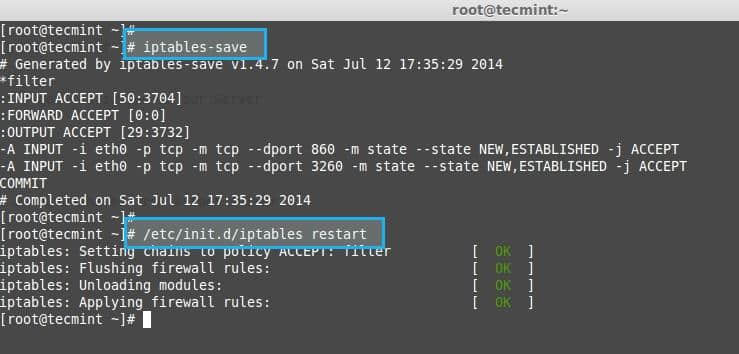 root@tecmint:~
[root@tecmint ~]#
[root@tecmint ~]# iptables-save
# Generated by iptables-save v1.4.7 on Sat Jul 12 17:35:29 2014
*filter
:INPUT ACCEPT [50:3704]
:FORWARD ACCEPT [0:0]
:OUTPUT ACCEPT [29:3732]
-A INPUT -i eth0 -p tcp -m tcp --dport 860 -m state --state NEW,ESTABLISHED -j ACCEPT
-A INPUT -i eth0 -p tcp -m tcp --dport 3260 -m state --state NEW,ESTABLISHED -j ACCEPT
COMMIT
# Completed on Sat Jul 12 17:35:29 2014
[root@tecmint ~]#
[root@tecmint ~]# /etc/init.d/iptables restart
iptables: Setting chains to policy ACCEPT: filter [ OK ]
iptables: Flushing firewall rules: [ OK ]
iptables: Unloading modules: [ OK ]
iptables: Applying firewall rules: [ OK ]
[root@tecmint ~]#